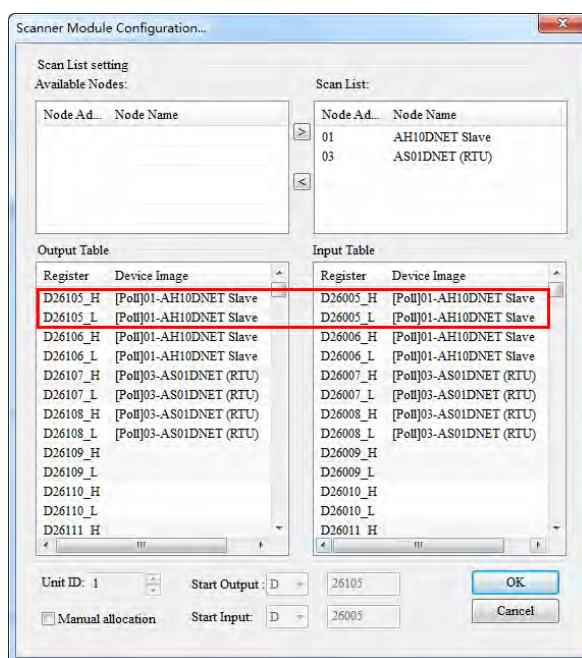 Scanner Module Configuration...
Scan List setting
Available Nodes:
Scan List:
Node Ad... Node Name
Node Ad... Node Name
01 AH10DNET Slave
03 AS01DNET (RTU)
>
<
Output Table
Input Table
Register Device Image
Register Device Image
D26105_H [Poll]01-AH10DNET Slave D26005_H [Poll]01-AH10DNET Slave
D26105_L [Poll]01-AH10DNET Slave D26005_L [Poll]01-AH10DNET Slave
D26106_H [Poll]01-AH10DNET Slave D26006_H [Poll]01-AH10DNET Slave
D26106_L [Poll]01-AH10DNET Slave D26006_L [Poll]01-AH10DNET Slave
D26107_H [Poll]03-AS01DNET (RTU) D26007_H [Poll]03-AS01DNET (RTU)
D26107_L [Poll]03-AS01DNET (RTU) D26007_L [Poll]03-AS01DNET (RTU)
D26108_H [Poll]03-AS01DNET (RTU) D26008_H [Poll]03-AS01DNET (RTU)
D26108_L [Poll]03-AS01DNET (RTU) D26008_L [Poll]03-AS01DNET (RTU)
D26109_H D26009_H
D26109_L D26009_L
D26110_H D26010_H
D26110_L D26010_L
D26111_H D26011_H
Unit ID: 1 Start Output : D 26105 OK
Manual allocation Start Input: D 26005 Cancel